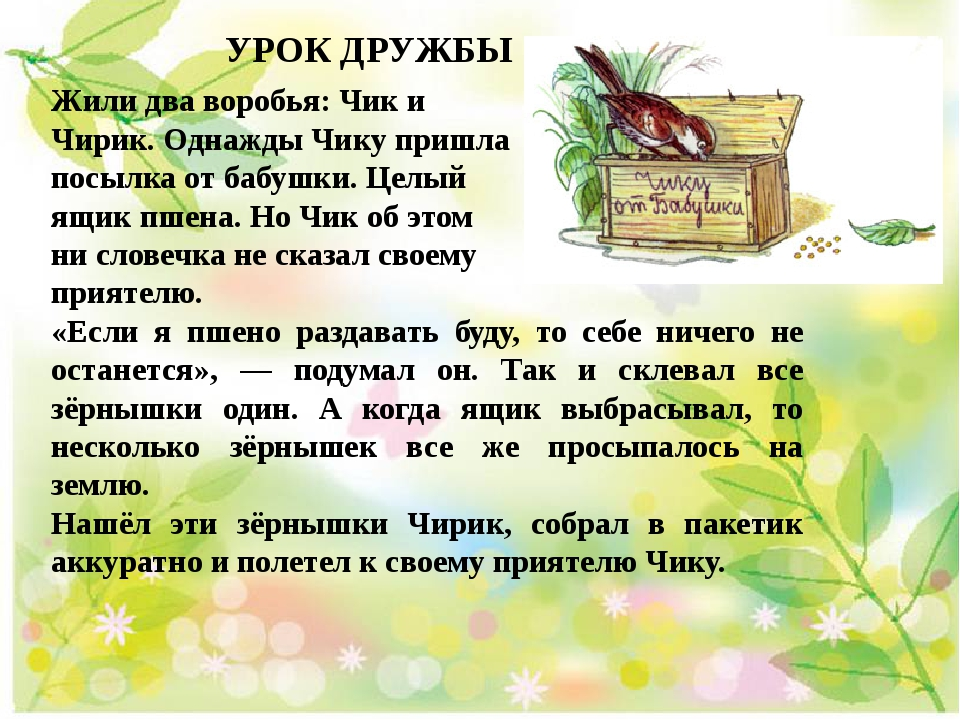 УРОК ДРУЖБЫ
Жили два воробья: Чик и
Чирик. Однажды Чику пришла
посылка от бабушки. Целый
ящик пшена. Но Чик об этом
ни словечка не сказал своему
приятелю.
«Если я пшено раздавать буду, то себе ничего не
останется», — подумал он. Так и склевал все
зёрнышки один. А когда ящик выбрасывал, то
несколько зёрнышек все же просыпалось на
землю.
Нашёл эти зёрнышки Чирик, собрал в пакетик
аккуратно и полетел к своему приятелю Чику.
Чику
от Бабушки